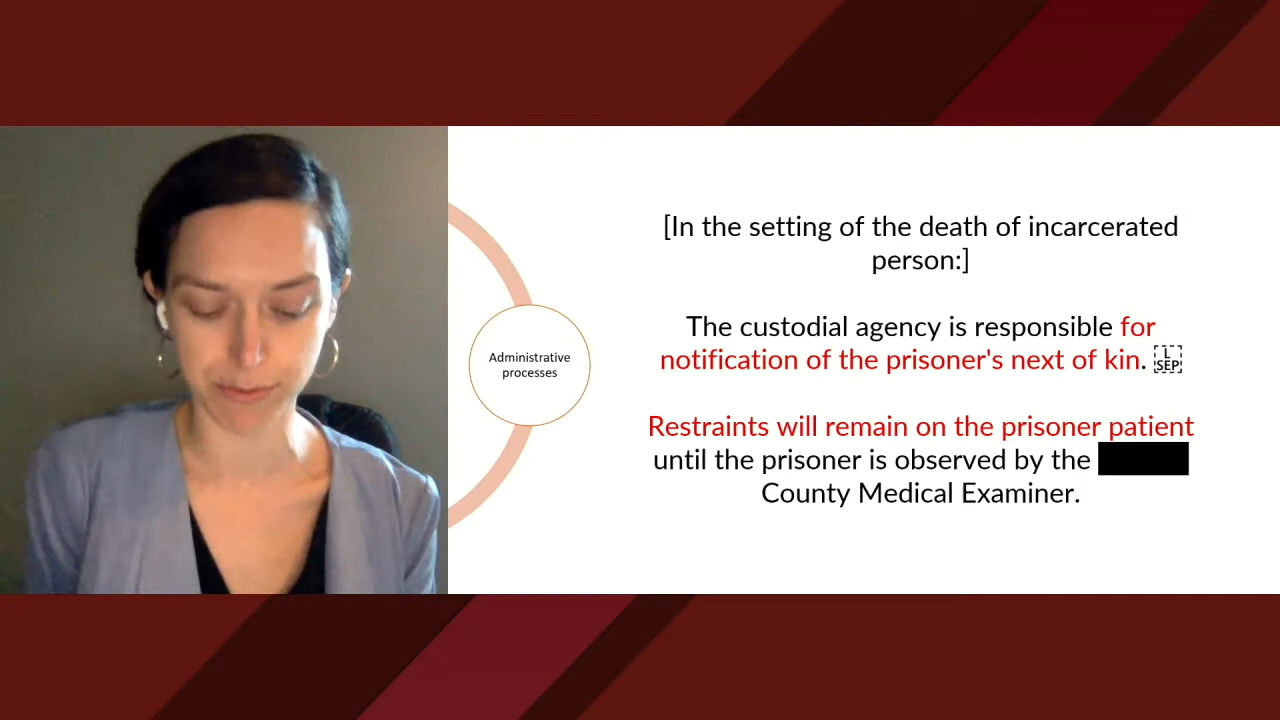 Administrative
processes
[In the setting of the death of incarcerated
person:]
The custodial agency is responsible for
notification of the prisoner's next of kin. L SEP
Restraints will remain on the prisoner patient
until the prisoner is observed by the
County Medical Examiner.